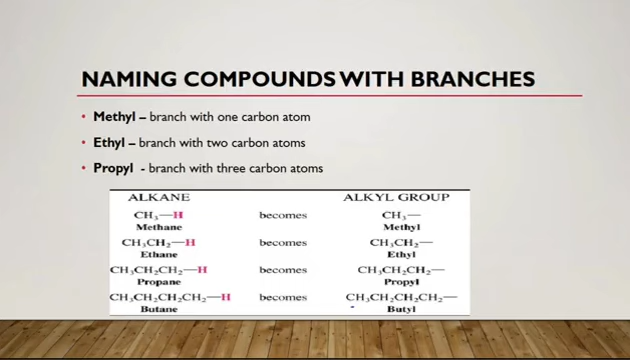 NAMING COMPOUNDS WITH BRANCHES
• Methyl – branch with one carbon atom
• Ethyl – branch with two carbon atoms
• Propyl - branch with three carbon atoms
ALKANE ALKYL GROUP
CH₃—H becomes CH₃—
Methane Methyl
CH₃CH₂—H becomes CH₃CH₂—
Ethane Ethyl
CH₃CH₂CH₂—H becomes CH₃CH₂CH₂—
Propane Propyl
CH₃CH₂CH₂CH₂—H becomes CH₃CH₂CH₂CH₂—
Butane Butyl